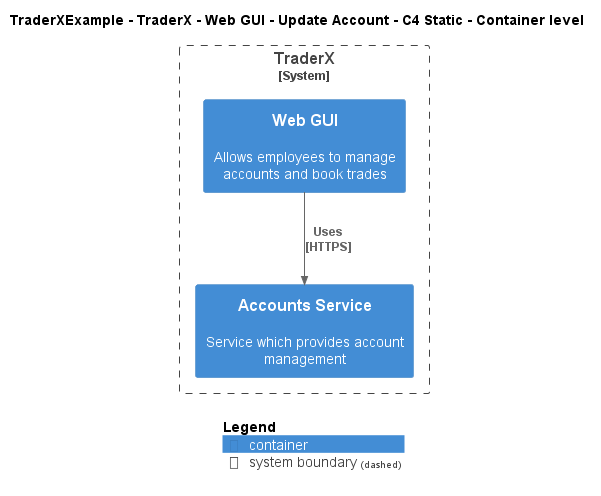 TraderXExample - TraderX - Web GUI - Update Account - C4 Static - Container level
TraderX
[System]
Web GUI
Allows employees to manage
accounts and book trades
Uses
[HTTPS]
Accounts Service
Service which provides account
management
Legend
container
system boundary (dashed)